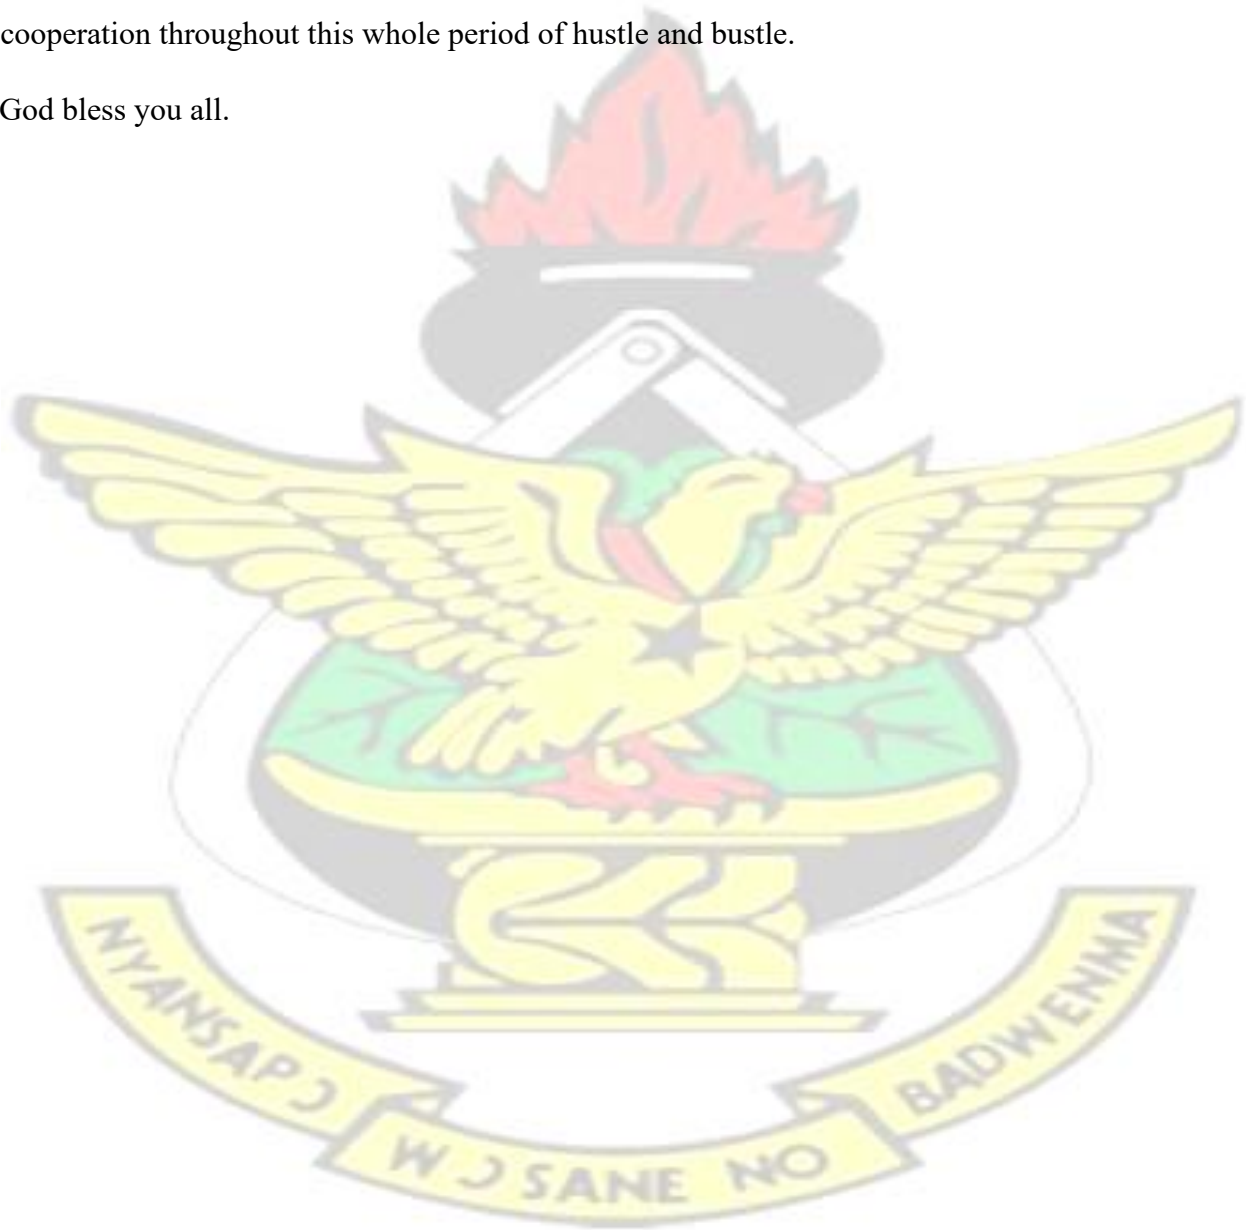 cooperation throughout this whole period of hustle and bustle.
God bless you all.
NYANSAPƆ
WƆSANE NO
BADWENMA